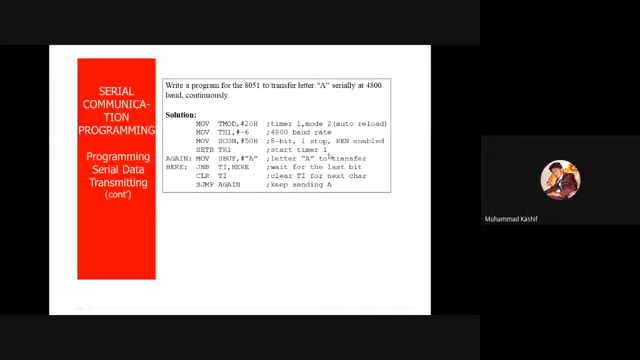 SERIAL
COMMUNICA-
TION
PROGRAMMING
Programming
Serial Data
Transmitting
(cont’)
Write a program for the 8051 to transfer letter “A” serially at 4800
baud, continuously.
Solution:
MOV TMOD,#20H ;timer 1,mode 2(auto reload)
MOV TH1,#-6 ;4800 baud rate
MOV SCON,#50H ;8-bit, 1 stop, REN enabled
SETB TR1 ;start timer 1
AGAIN: MOV SBUF,#"A" ;letter "A" to transfer
HERE: JNB TI,HERE ;wait for the last bit
CLR TI ;clear TI for next char
SJMP AGAIN ;keep sending A
Muhammad Kashif